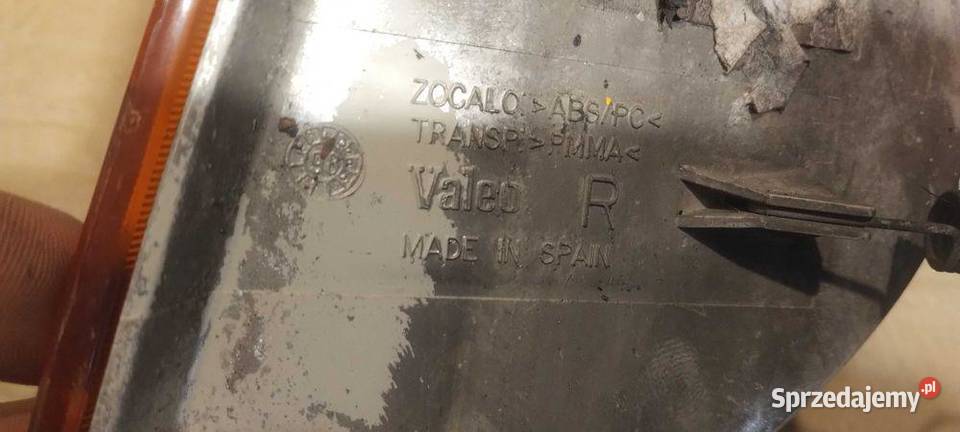 ZOCALO: >ABS/PC<
TRANSP.: >PMMA<
Valeo R
MADE IN SPAIN
Sprzedajemy.pl